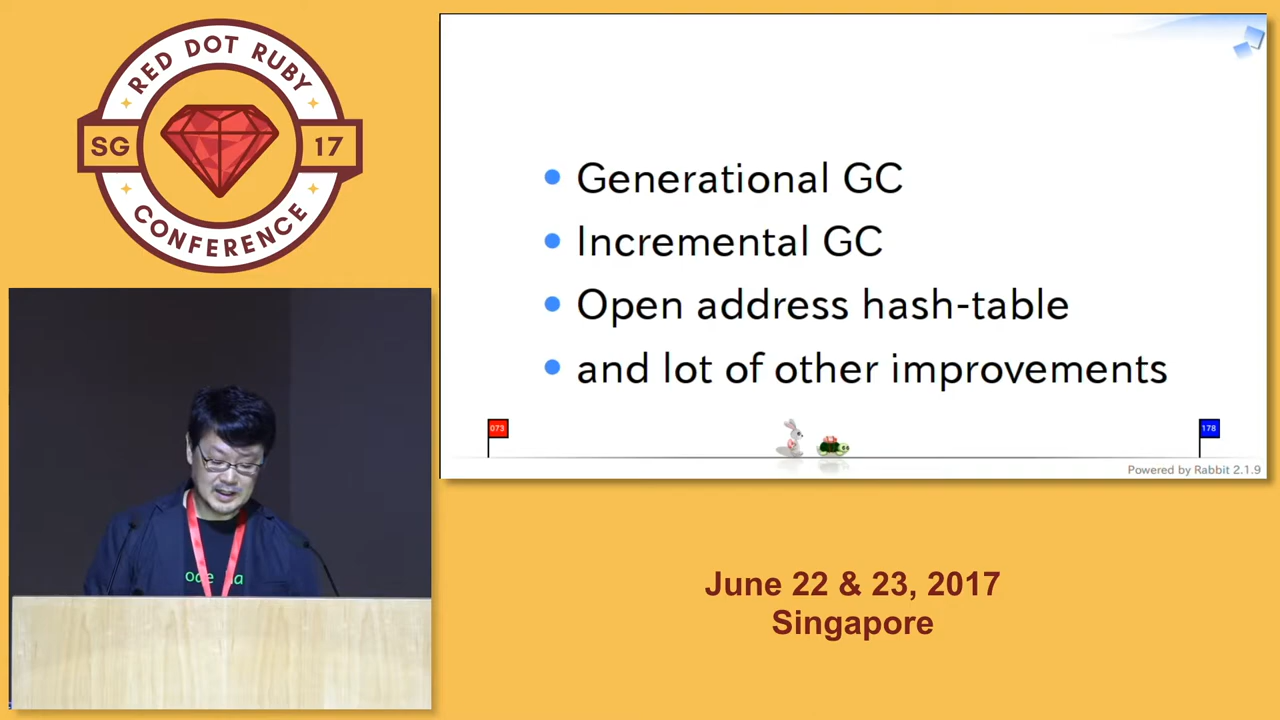 RED DOT RUBY
SG
17
CONFERENCE
Generational GC
Incremental GC
Open address hash-table
and lot of other improvements
073
178
Powered by Rabbit 2.1.9
June 22 & 23, 2017
Singapore